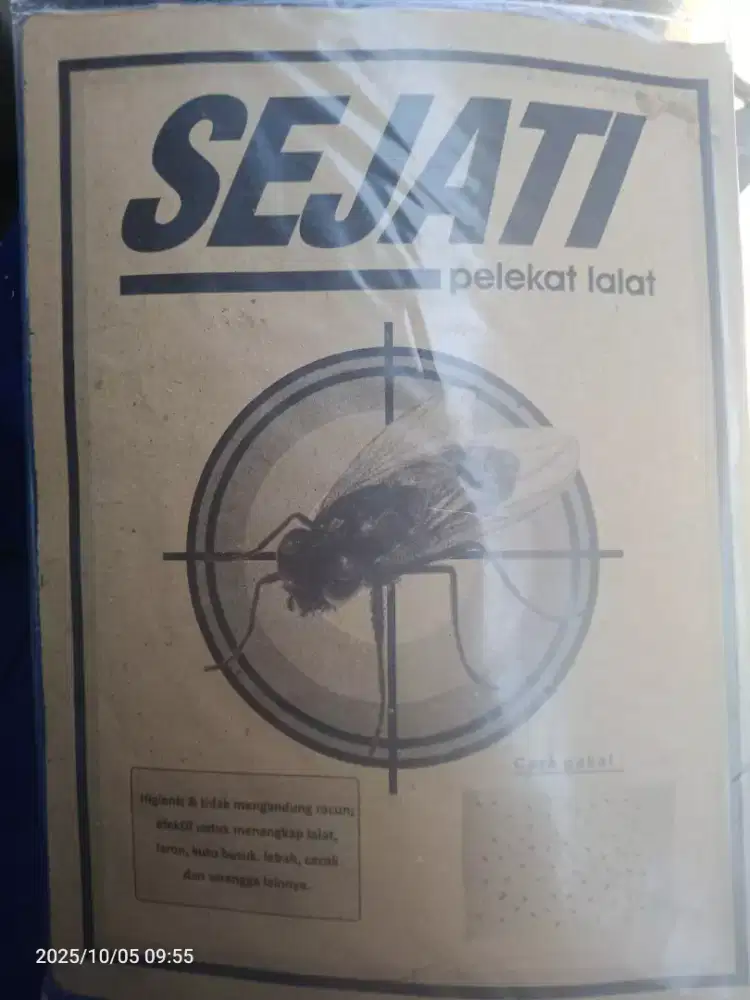 SEJATI
pelekat lalat
Cara pakai :
Higienis & tidak mengandung racun,
efektif untuk menangkap lalat,
laron, kutu busuk, lebah, cecak
dan serangga lainnya.
2025/10/05 09:55